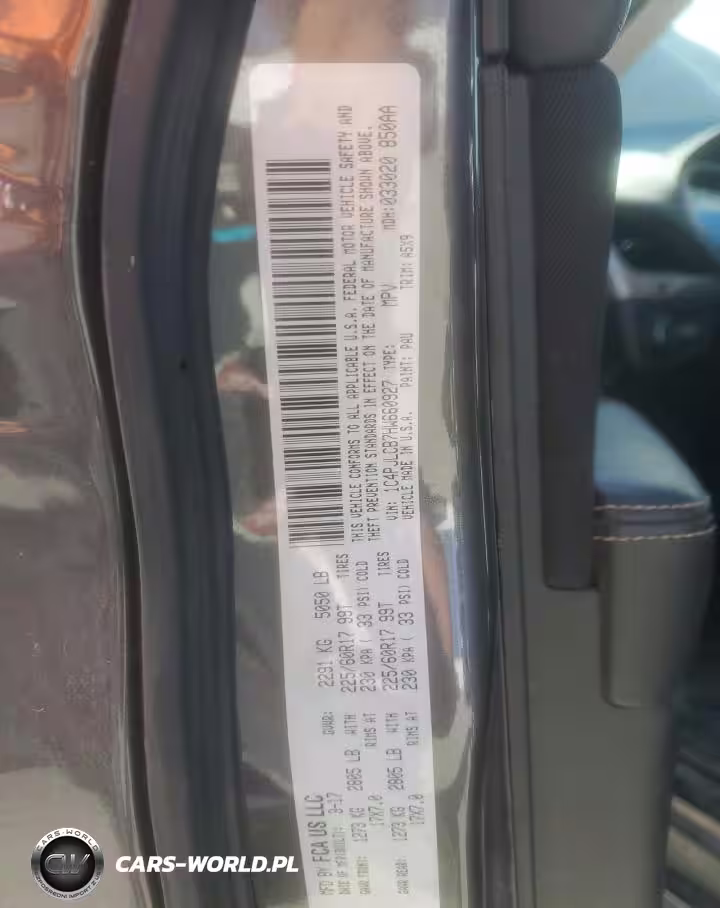 MFD BY FCA US LLC
DATE OF MFR: 3-17 GVWR: 2291 KG 5050 LB
GAWR FRONT: 1273 KG 2805 LB WITH 225/60R17 99T TIRES
17X7.0 RIMS AT 230 KPA ( 33 PSI) COLD
GAWR REAR: 1273 KG 2805 LB WITH 225/60R17 99T TIRES
17X7.0 RIMS AT 230 KPA ( 33 PSI) COLD
THIS VEHICLE CONFORMS TO ALL APPLICABLE U.S.A. FEDERAL MOTOR VEHICLE SAFETY AND
THEFT PREVENTION STANDARDS IN EFFECT ON THE DATE OF MANUFACTURE SHOWN ABOVE.
VIN: 1C4PJLCB7HW660927 TYPE: MPV MDH:033020 850AA
VEHICLE MADE IN U.S.A. PAINT: PAU TRIM: A5X9
CW
CARS-WORLD.PL